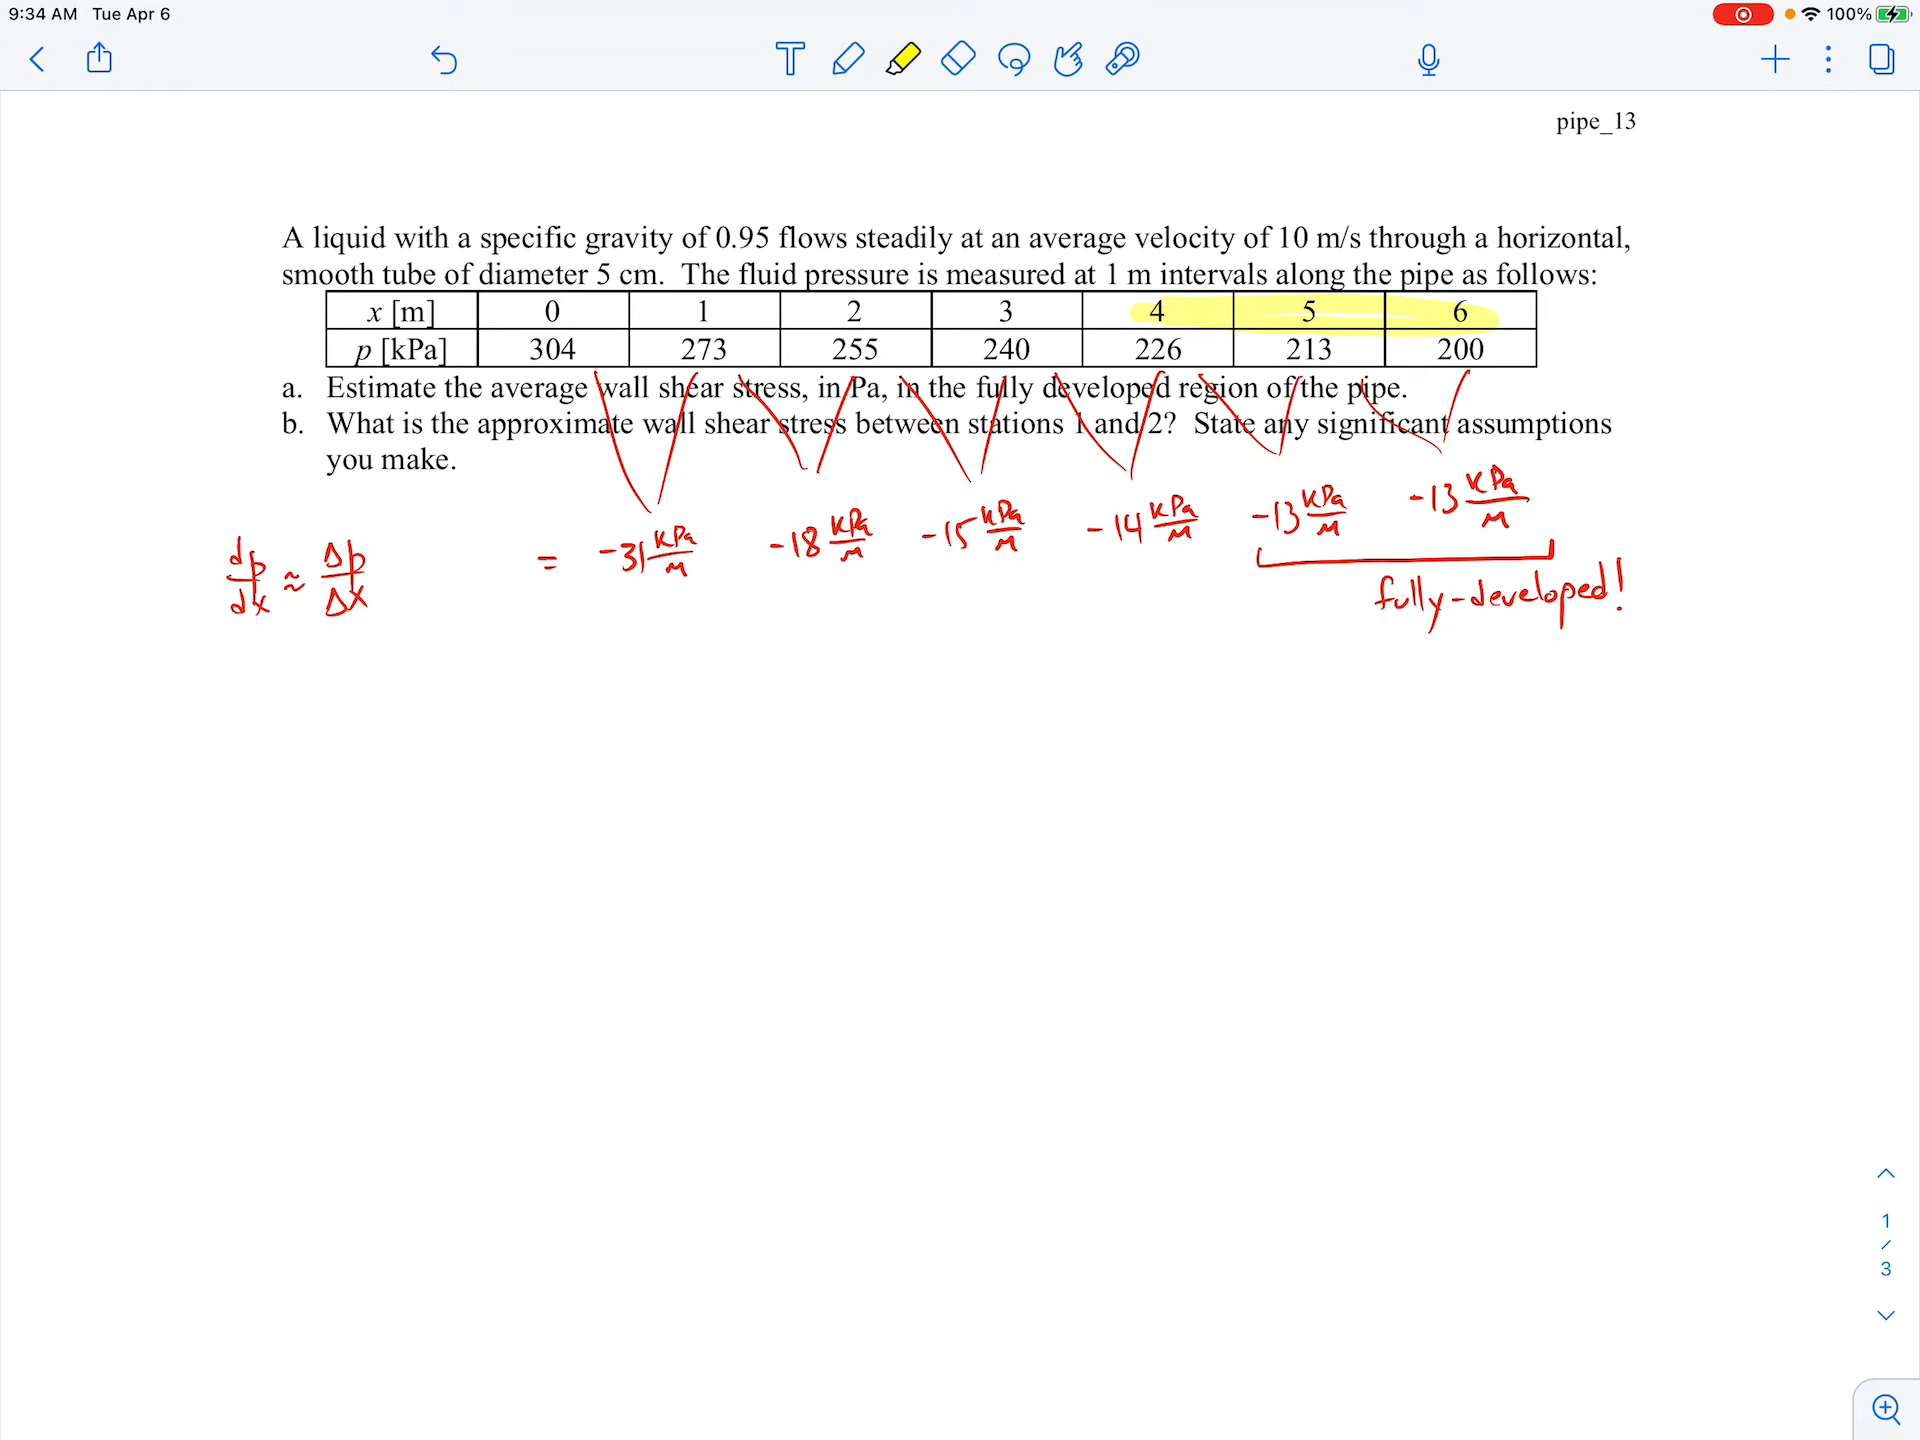 9:34 AM Tue Apr 6
100%
T
pipe_13
A liquid with a specific gravity of 0.95 flows steadily at an average velocity of 10 m/s through a horizontal,
smooth tube of diameter 5 cm. The fluid pressure is measured at 1 m intervals along the pipe as follows:
x [m] 0 1 2 3 4 5 6
p [kPa] 304 273 255 240 226 213 200
a. Estimate the average wall shear stress, in Pa, in the fully developed region of the pipe.
b. What is the approximate wall shear stress between stations 1 and 2? State any significant assumptions
you make.
dp/dx ≈ Δp/Δx = -31 kPa/m -18 kPa/m -15 kPa/m -14 kPa/m -13 kPa/m -13 kPa/m
fully-developed!
1
/
3